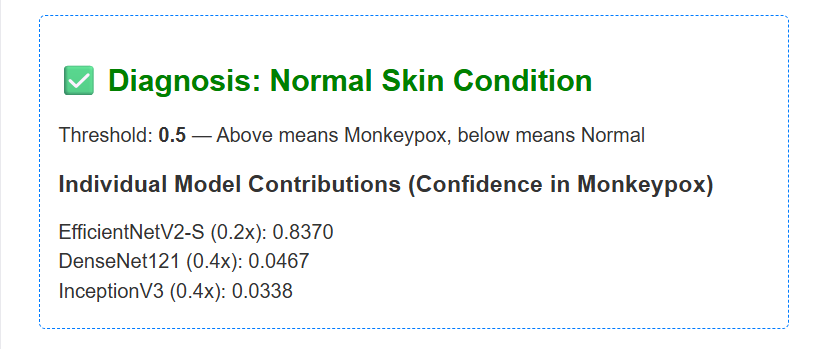 ✅ Diagnosis: Normal Skin Condition
Threshold: 0.5 — Above means Monkeypox, below means Normal
Individual Model Contributions (Confidence in Monkeypox)
EfficientNetV2-S (0.2x): 0.8370
DenseNet121 (0.4x): 0.0467
InceptionV3 (0.4x): 0.0338